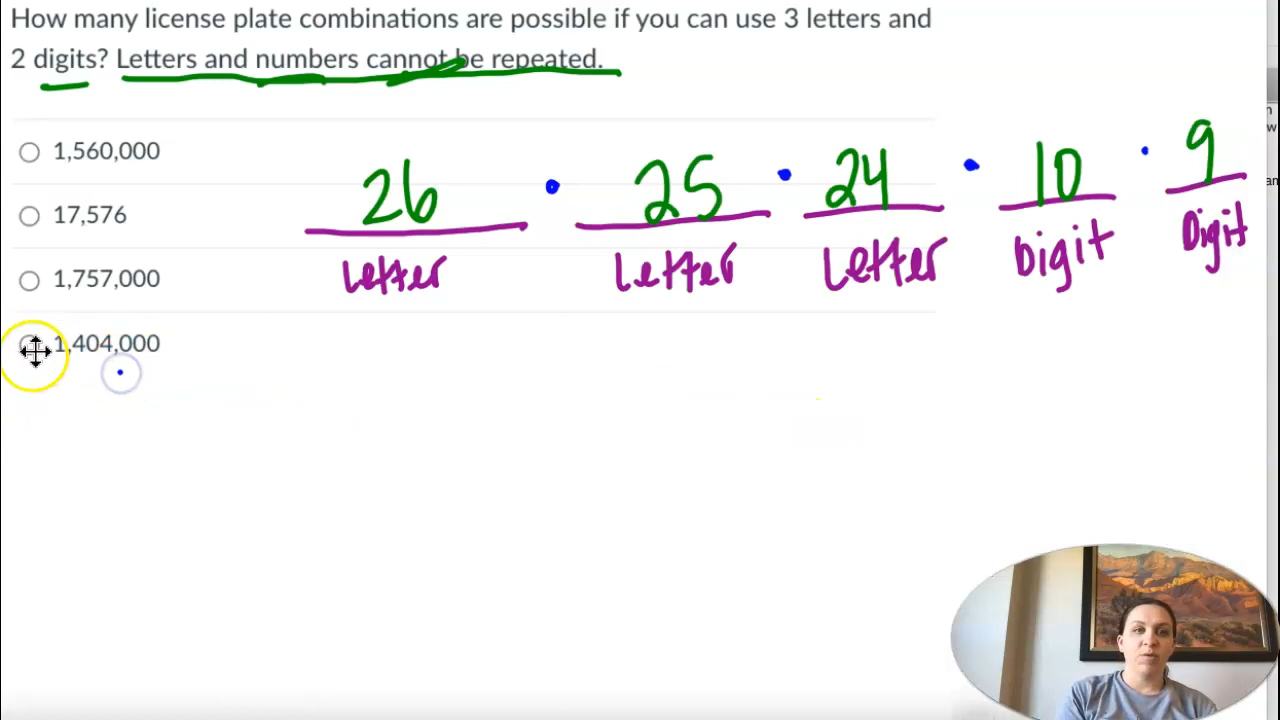 How many license plate combinations are possible if you can use 3 letters and
2 digits? Letters and numbers cannot be repeated.
1,560,000
17,576
1,757,000
1,404,000
26 · 25 · 24 · 10 · 9
Letter Letter Letter Digit Digit